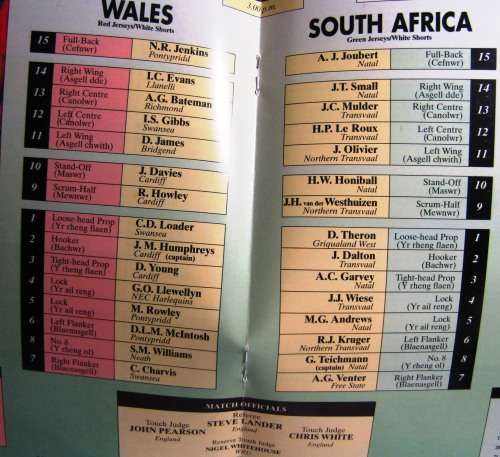 3.00 p.m.
WALES
Red Jerseys/White Shorts
15 Full-Back (Cefnwr) N.R. Jenkins Pontypridd
14 Right Wing (Asgell dde) I.C. Evans Llanelli
13 Right Centre (Canolwr) A.G. Bateman Richmond
12 Left Centre (Canolwr) I.S. Gibbs Swansea
11 Left Wing (Asgell chwith) D. James Bridgend
10 Stand-Off (Maswr) J. Davies Cardiff
9 Scrum-Half (Mewnwr) R. Howley Cardiff
1 Loose-head Prop (Yr rheng flaen) C.D. Loader Swansea
2 Hooker (Bachwr) J. M. Humphreys Cardiff (captain)
3 Tight-head Prop (Y rheng flaen) D. Young Cardiff
4 Lock (Yr ail reng) G.O. Llewellyn NEC Harlequins
5 Lock (Yr ail reng) M. Rowley Pontypridd
6 Left Flanker (Blaenasgell) D.L.M. McIntosh Pontypridd
8 No. 8 (Y rheng ol) S.M. Williams Neath
7 Right Flanker (Blaenasgell) C. Charvis Swansea
SOUTH AFRICA
Green Jerseys/White Shorts
A. J. Joubert Natal Full-Back (Cefnwr) 15
J.T. Small Natal Right Wing (Asgell dde) 14
J.C. Mulder Transvaal Right Centre (Canolwr) 13
H.P. Le Roux Transvaal Left Centre (Canolwr) 12
J. Olivier Northern Transvaal Left Wing (Asgell chwith) 11
H.W. Honiball Natal Stand-Off (Maswr) 10
J.H. van der Westhuizen Northern Transvaal Scrum-Half (Mewnwr) 9
D. Theron Griqualand West Loose-head Prop (Y rheng flaen) 1
J. Dalton Transvaal Hooker (Bachwr) 2
A.C. Garvey Natal Tight-head Prop (Y rheng flaen) 3
J.J. Wiese Transvaal Lock (Yr ail reng) 4
M.G. Andrews Natal Lock (Yr ail reng) 5
R.J. Kruger Northern Transvaal Left Flanker (Blaenasgell) 6
G. Teichmann (captain) Natal No. 8 (Y rheng ol) 8
A.G. Venter Free State Right Flanker (Blaenasgell) 7
MATCH OFFICIALS
Referee
STEVE LANDER
England
Touch Judge
JOHN PEARSON
England
Touch Judge
CHRIS WHITE
England
Reserve Touch Judge
NIGEL WHITEHOUSE
WRU